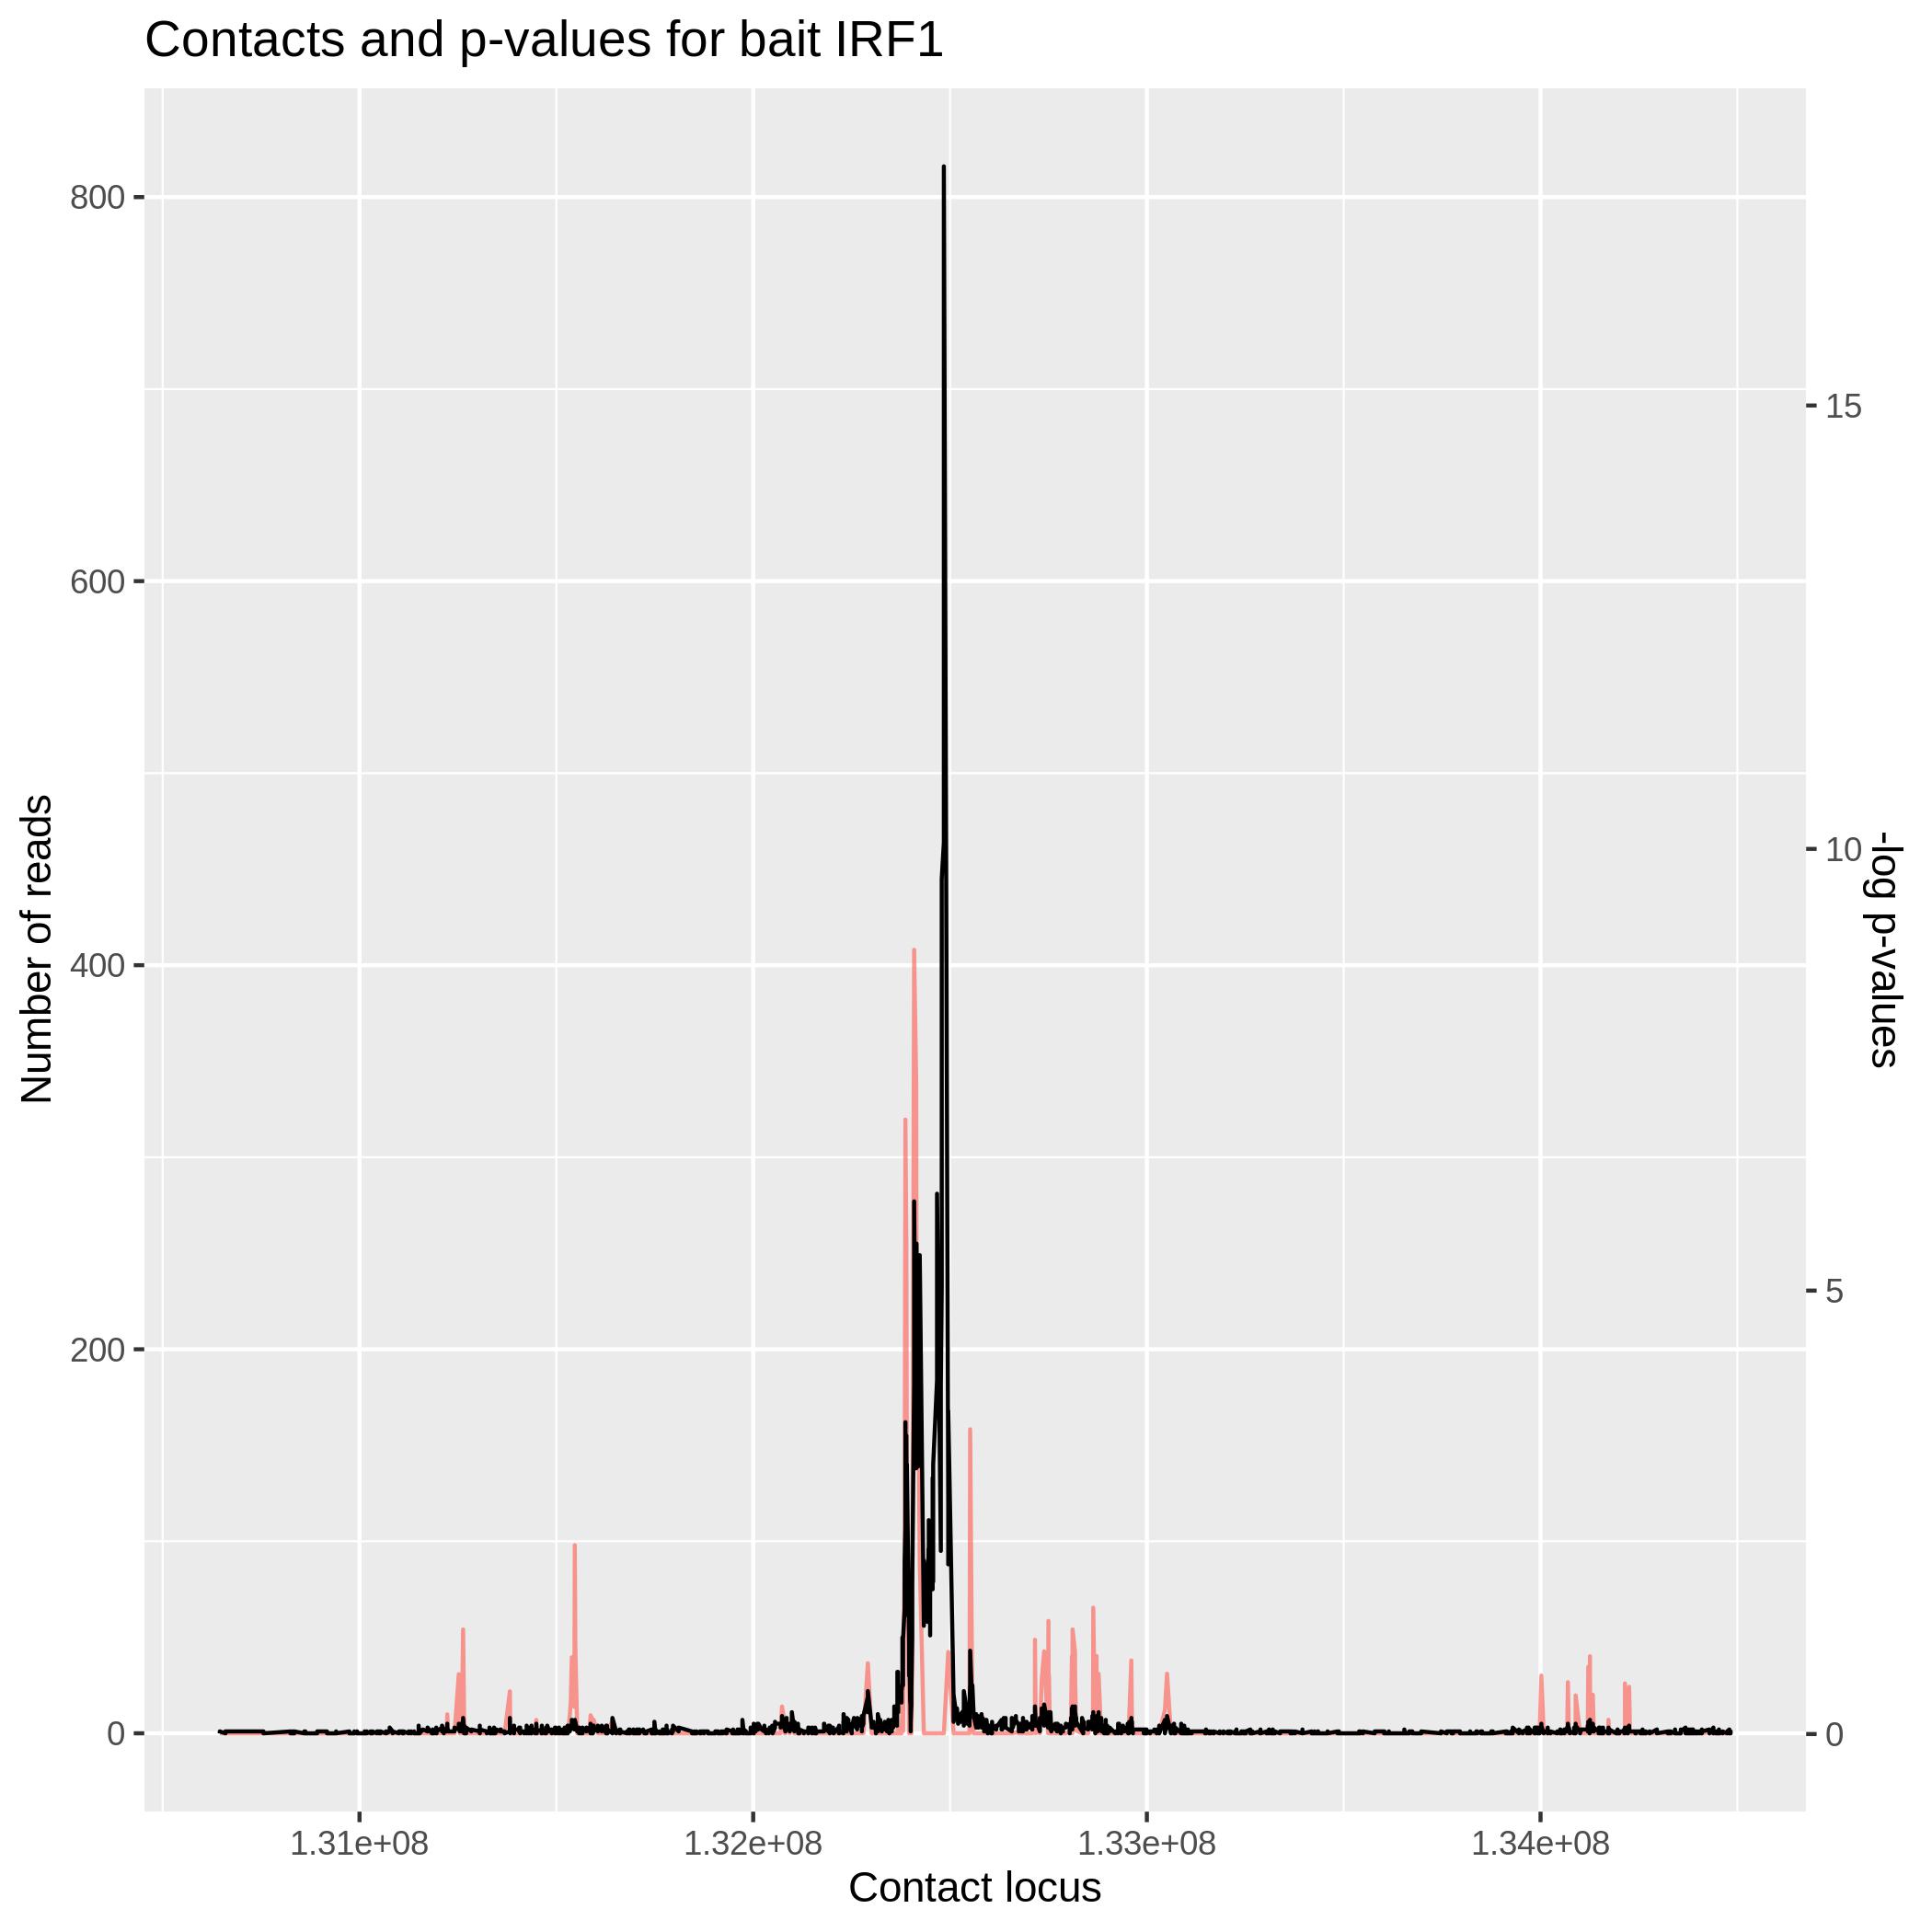 Contacts and p-values for bait IRF1
Number of reads
800
600
400
200
0
15
10
5
0
-log p-values
1.31e+08
1.32e+08
1.33e+08
1.34e+08
Contact locus